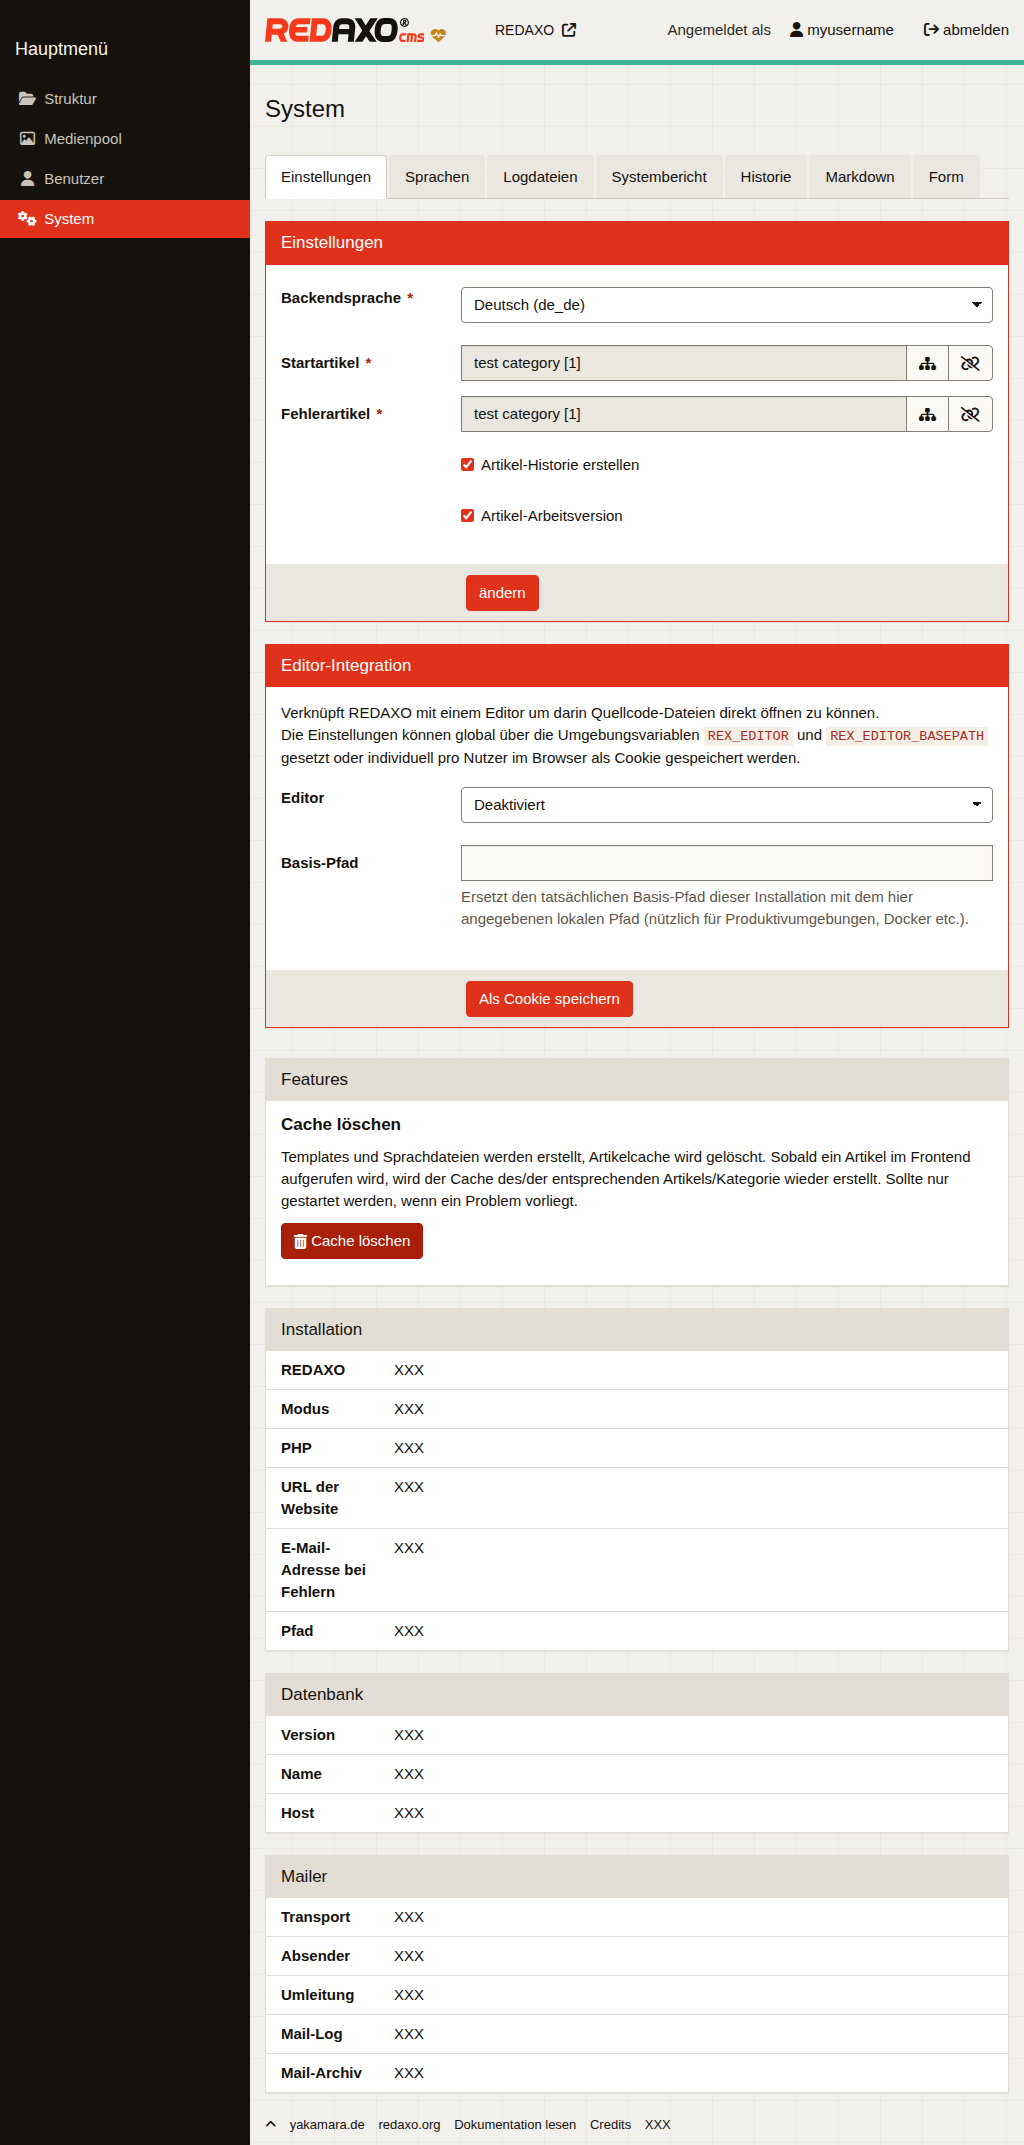 Hauptmenü
Struktur
Medienpool
Benutzer
System
REDAXO® cms
REDAXO
Angemeldet als myusername abmelden
System
Einstellungen Sprachen Logdateien Systembericht Historie Markdown Form
Einstellungen
Backendsprache * Deutsch (de_de)
Startartikel * test category [1]
Fehlerartikel * test category [1]
Artikel-Historie erstellen
Artikel-Arbeitsversion
ändern
Editor-Integration
Verknüpft REDAXO mit einem Editor um darin Quellcode-Dateien direkt öffnen zu können.
Die Einstellungen können global über die Umgebungsvariablen REX_EDITOR und REX_EDITOR_BASEPATH
gesetzt oder individuell pro Nutzer im Browser als Cookie gespeichert werden.
Editor Deaktiviert
Basis-Pfad
Ersetzt den tatsächlichen Basis-Pfad dieser Installation mit dem hier
angegebenen lokalen Pfad (nützlich für Produktivumgebungen, Docker etc.).
Als Cookie speichern
Features
Cache löschen
Templates und Sprachdateien werden erstellt, Artikelcache wird gelöscht. Sobald ein Artikel im Frontend
aufgerufen wird, wird der Cache des/der entsprechenden Artikels/Kategorie wieder erstellt. Sollte nur
gestartet werden, wenn ein Problem vorliegt.
Cache löschen
Installation
REDAXO XXX
Modus XXX
PHP XXX
URL der XXX
Website
E-Mail- XXX
Adresse bei
Fehlern
Pfad XXX
Datenbank
Version XXX
Name XXX
Host XXX
Mailer
Transport XXX
Absender XXX
Umleitung XXX
Mail-Log XXX
Mail-Archiv XXX
yakamara.de redaxo.org Dokumentation lesen Credits XXX